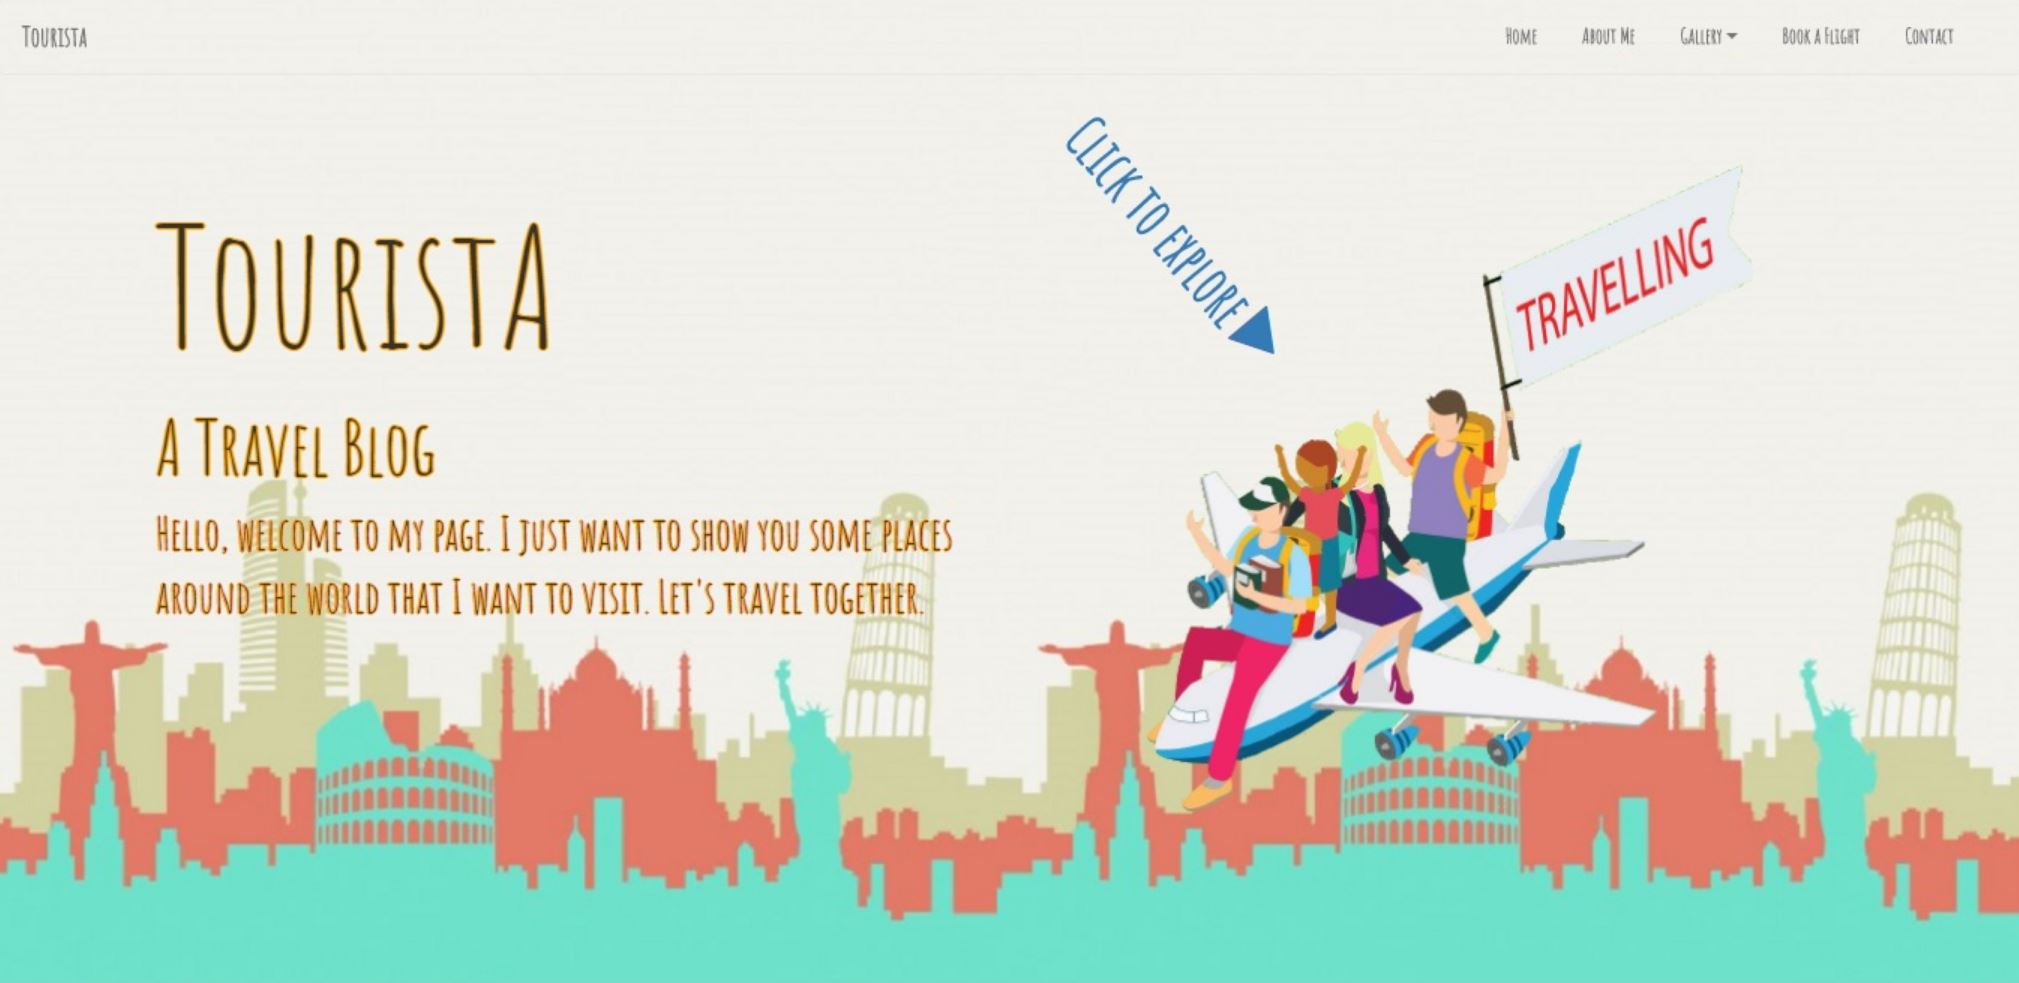 Tourista
Home About Me Gallery Book a Flight Contact
Click to explore
TouristA
TRAVELLING
A Travel Blog
Hello, welcome to my page. I just want to show you some places
around the world that I want to visit. Let's travel together.